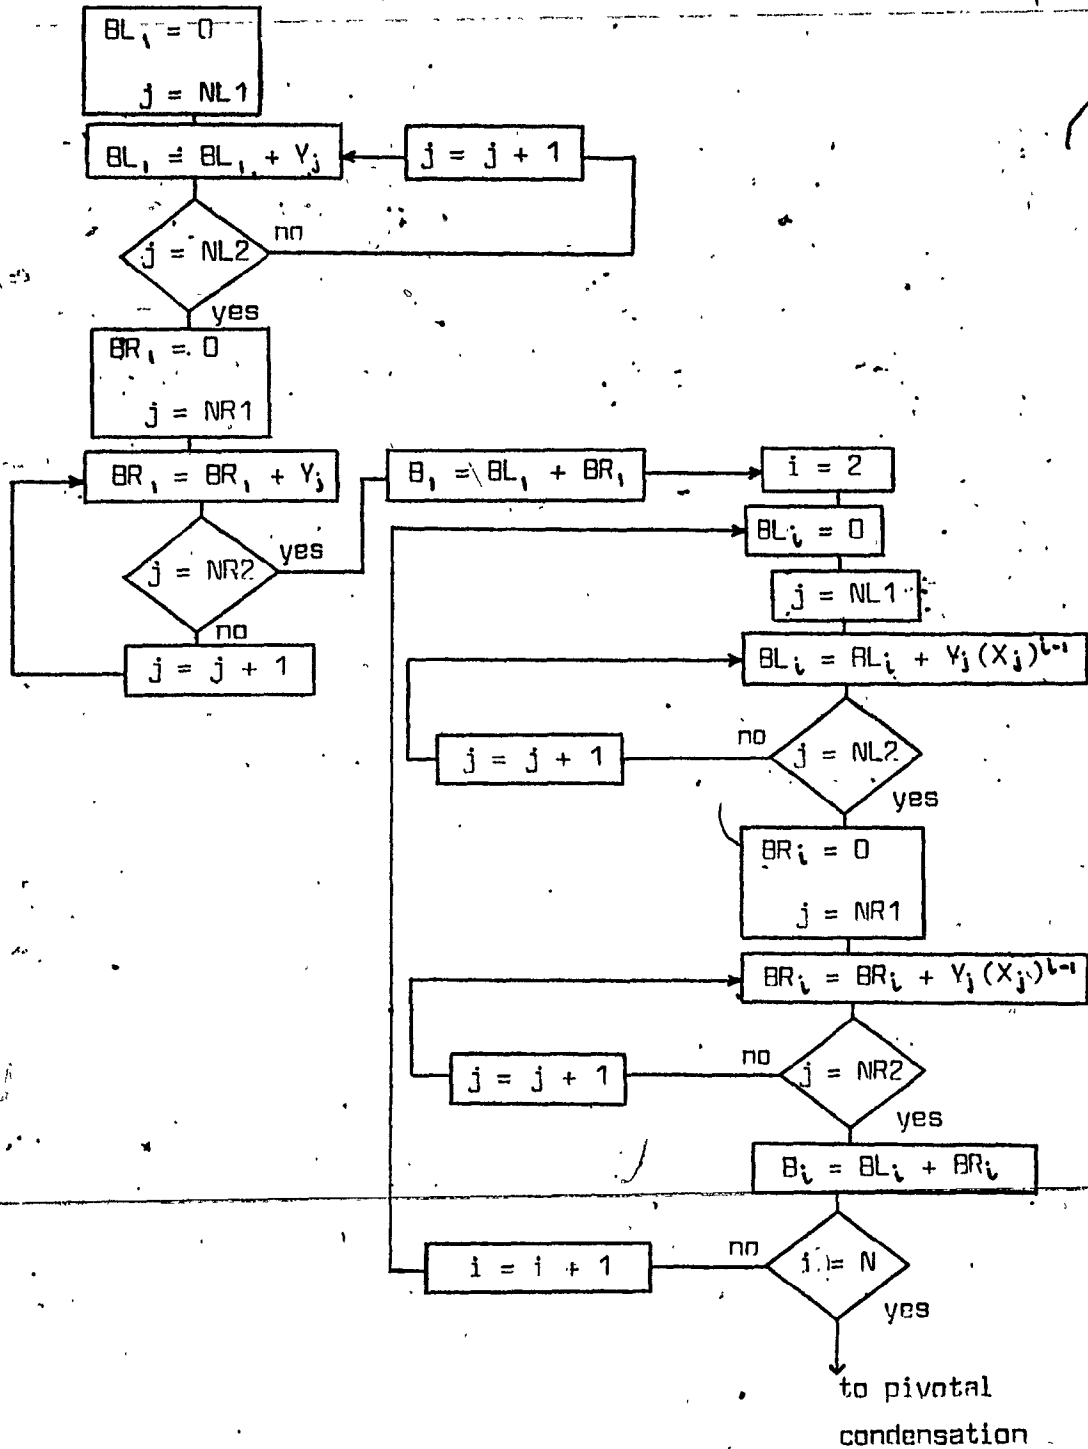 BL₁ = 0
j = NL1
BL₁ = BL₁ + Yⱼ
j = j + 1
j = NL2
no
yes
BR₁ = 0
j = NR1
BR₁ = BR₁ + Yⱼ
j = NR2
yes
no
j = j + 1
B₁ = BL₁ + BR₁
i = 2
BLᵢ = 0
j = NL1
BLᵢ = BLᵢ + Yⱼ(Xⱼ)ⁱ⁻¹
j = NL2
no
j = j + 1
yes
BRᵢ = 0
j = NR1
BRᵢ = BRᵢ + Yⱼ(Xⱼ)ⁱ⁻¹
j = NR2
no
j = j + 1
yes
Bᵢ = BLᵢ + BRᵢ
i = N
no
i = i + 1
yes
to pivotal
condensation